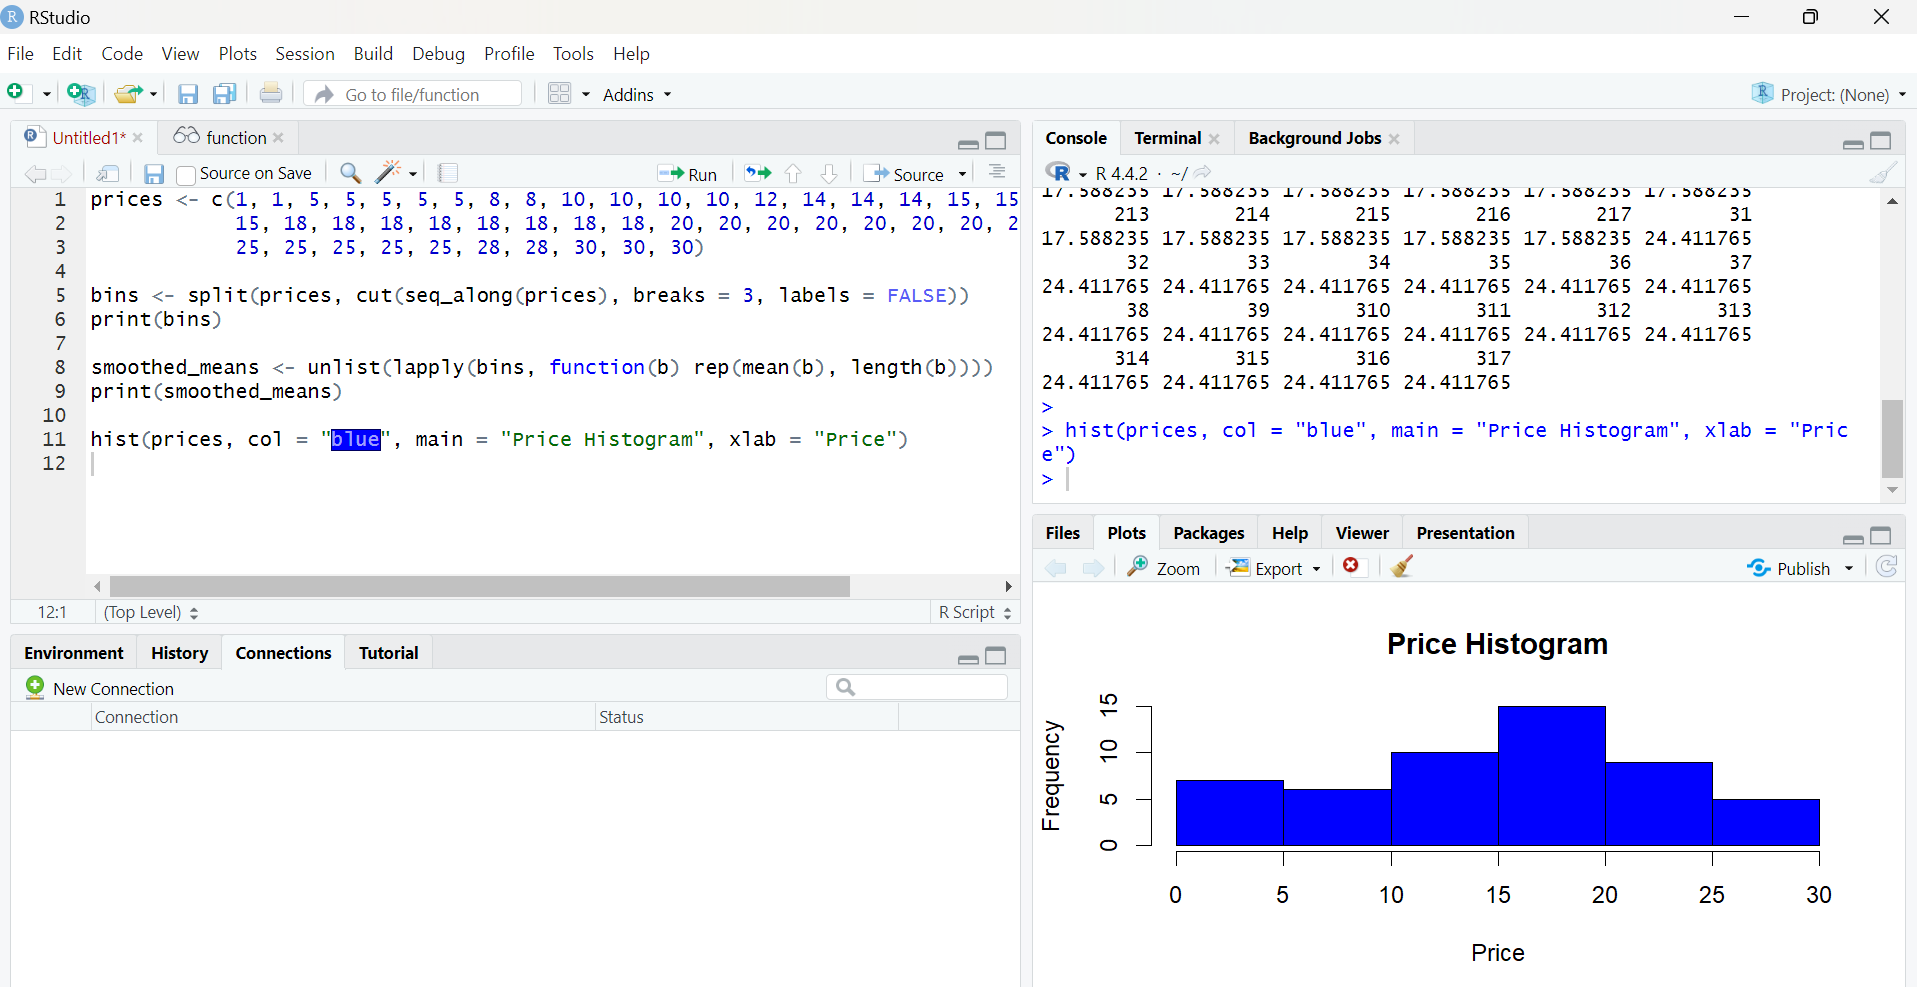 RStudio
File Edit Code View Plots Session Build Debug Profile Tools Help
Go to file/function Addins Project: (None)
Untitled1* function
Source on Save Run Source
1 prices <- c(1, 1, 5, 5, 5, 5, 5, 8, 8, 10, 10, 10, 10, 12, 14, 14, 14, 15, 15
2 15, 18, 18, 18, 18, 18, 18, 18, 18, 20, 20, 20, 20, 20, 20, 20, 2
3 25, 25, 25, 25, 25, 28, 28, 30, 30, 30)
4
5 bins <- split(prices, cut(seq_along(prices), breaks = 3, labels = FALSE))
6 print(bins)
7
8 smoothed_means <- unlist(lapply(bins, function(b) rep(mean(b), length(b))))
9 print(smoothed_means)
10
11 hist(prices, col = "blue", main = "Price Histogram", xlab = "Price")
12
12:1 (Top Level) R Script
Environment History Connections Tutorial
New Connection
Connection Status
Console Terminal Background Jobs
R 4.4.2 · ~/
17.588235 17.588235 17.588235 17.588235 17.588235 17.588235
213 214 215 216 217 31
17.588235 17.588235 17.588235 17.588235 17.588235 24.411765
32 33 34 35 36 37
24.411765 24.411765 24.411765 24.411765 24.411765 24.411765
38 39 310 311 312 313
24.411765 24.411765 24.411765 24.411765 24.411765 24.411765
314 315 316 317
24.411765 24.411765 24.411765 24.411765
>
> hist(prices, col = "blue", main = "Price Histogram", xlab = "Pric
e")
>
Files Plots Packages Help Viewer Presentation
Zoom Export Publish
Price Histogram
Frequency
15
10
5
0
0 5 10 15 20 25 30
Price